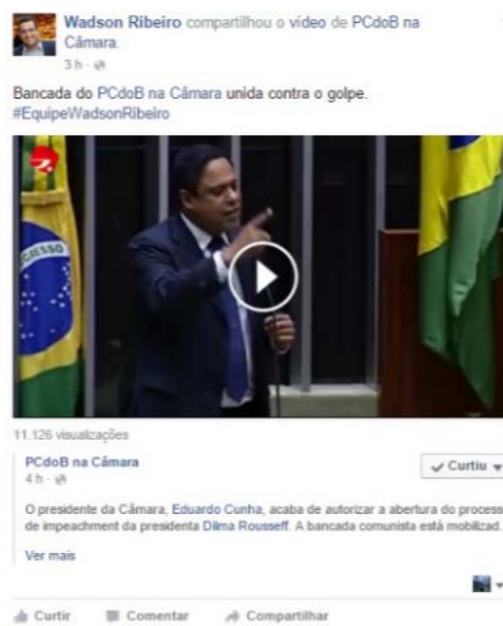 Wadson Ribeiro compartilhou o vídeo de PCdoB na
Câmara.
3 h ·
Bancada do PCdoB na Câmara unida contra o golpe.
#EquipeWadsonRibeiro
GRESSO
11.126 visualizações
PCdoB na Câmara
4 h ·
Curtiu
O presidente da Câmara, Eduardo Cunha, acaba de autorizar a abertura do process
de impeachment da presidenta Dilma Rousseff. A bancada comunista está mobilizad.
Ver mais
Curtir Comentar Compartilhar